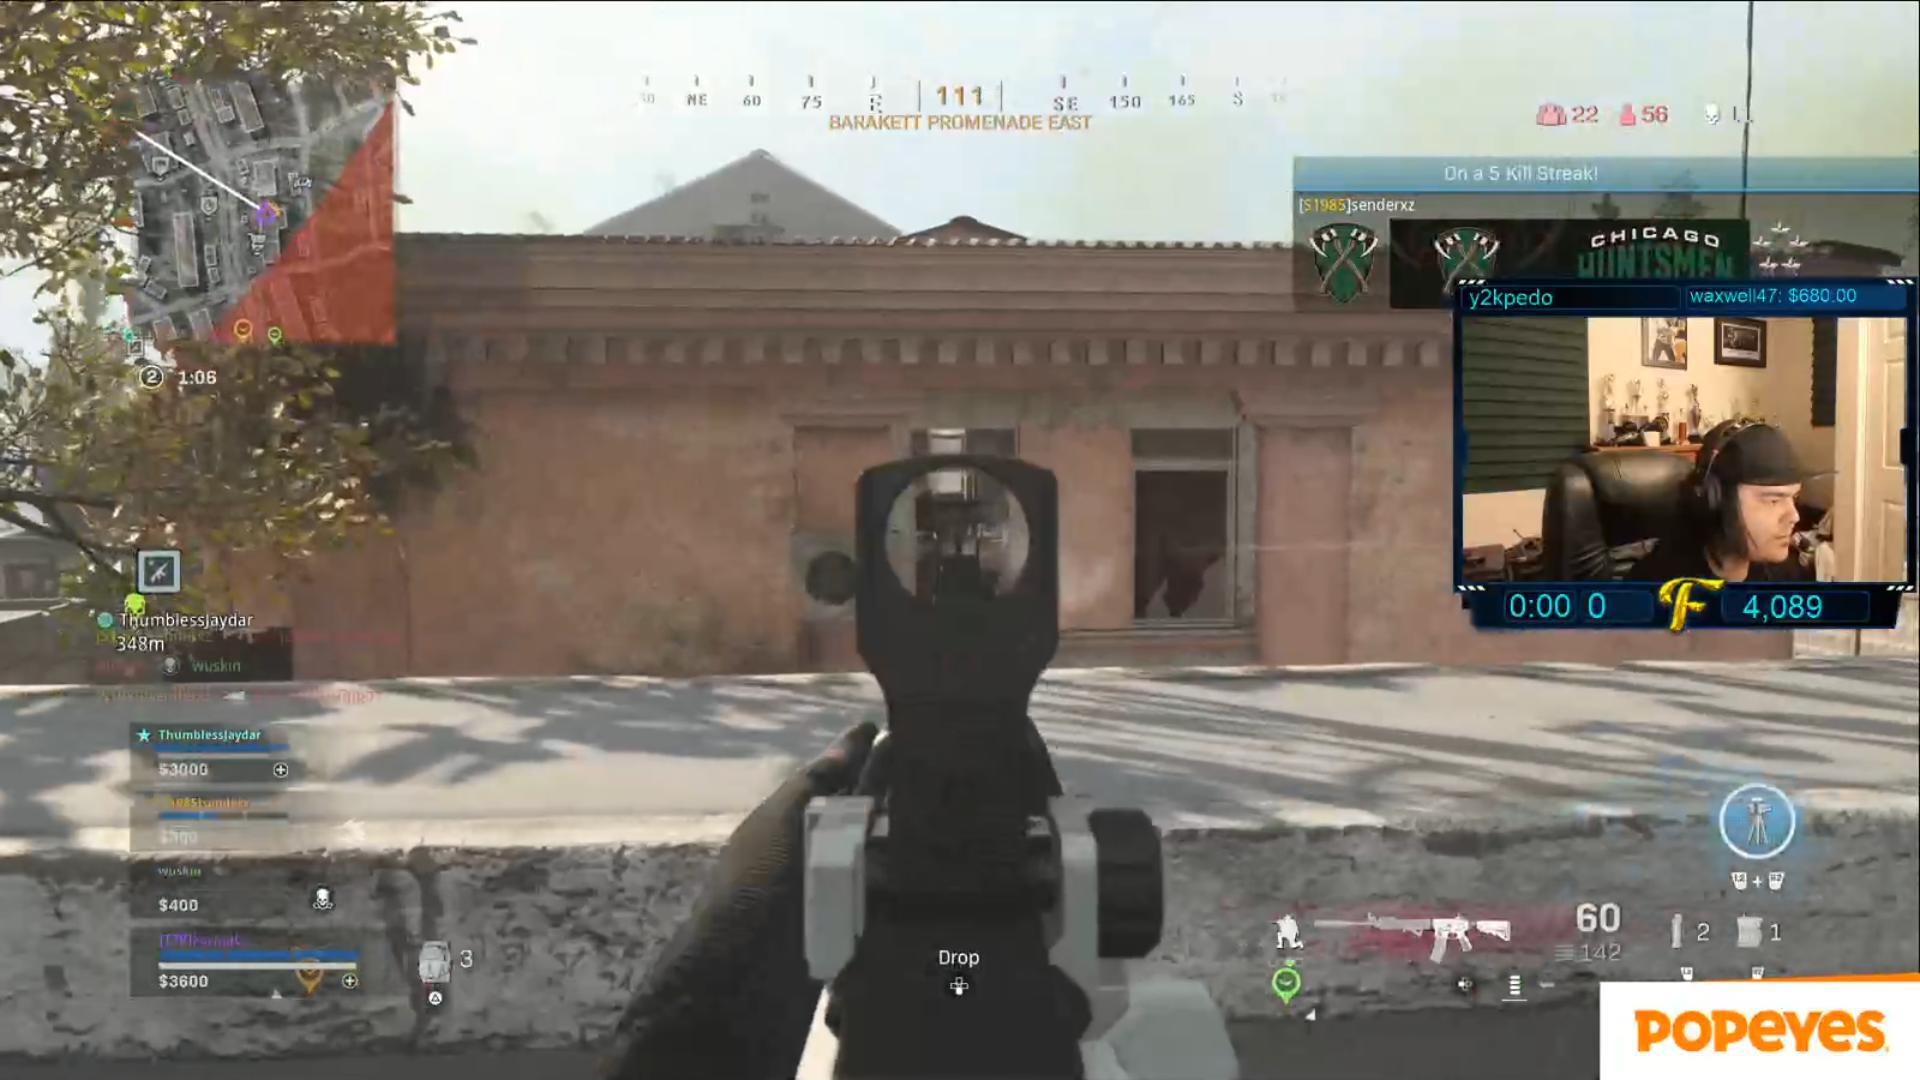 NE 60 75 E 111 SE 150 165 S
BARAKETT PROMENADE EAST
22 56
On a 5 Kill Streak!
[S1985]senderxz
CHICAGO
HUNTSMEN
y2kpedo
waxwell47: $680.00
2 1:06
0:00 0 F 4,089
ThumblessJaydar
348m
wuskin
ThumblessJaydar
$3000
wuskin
$400
$3600
3
Drop
60
142
2 1
POPEYES